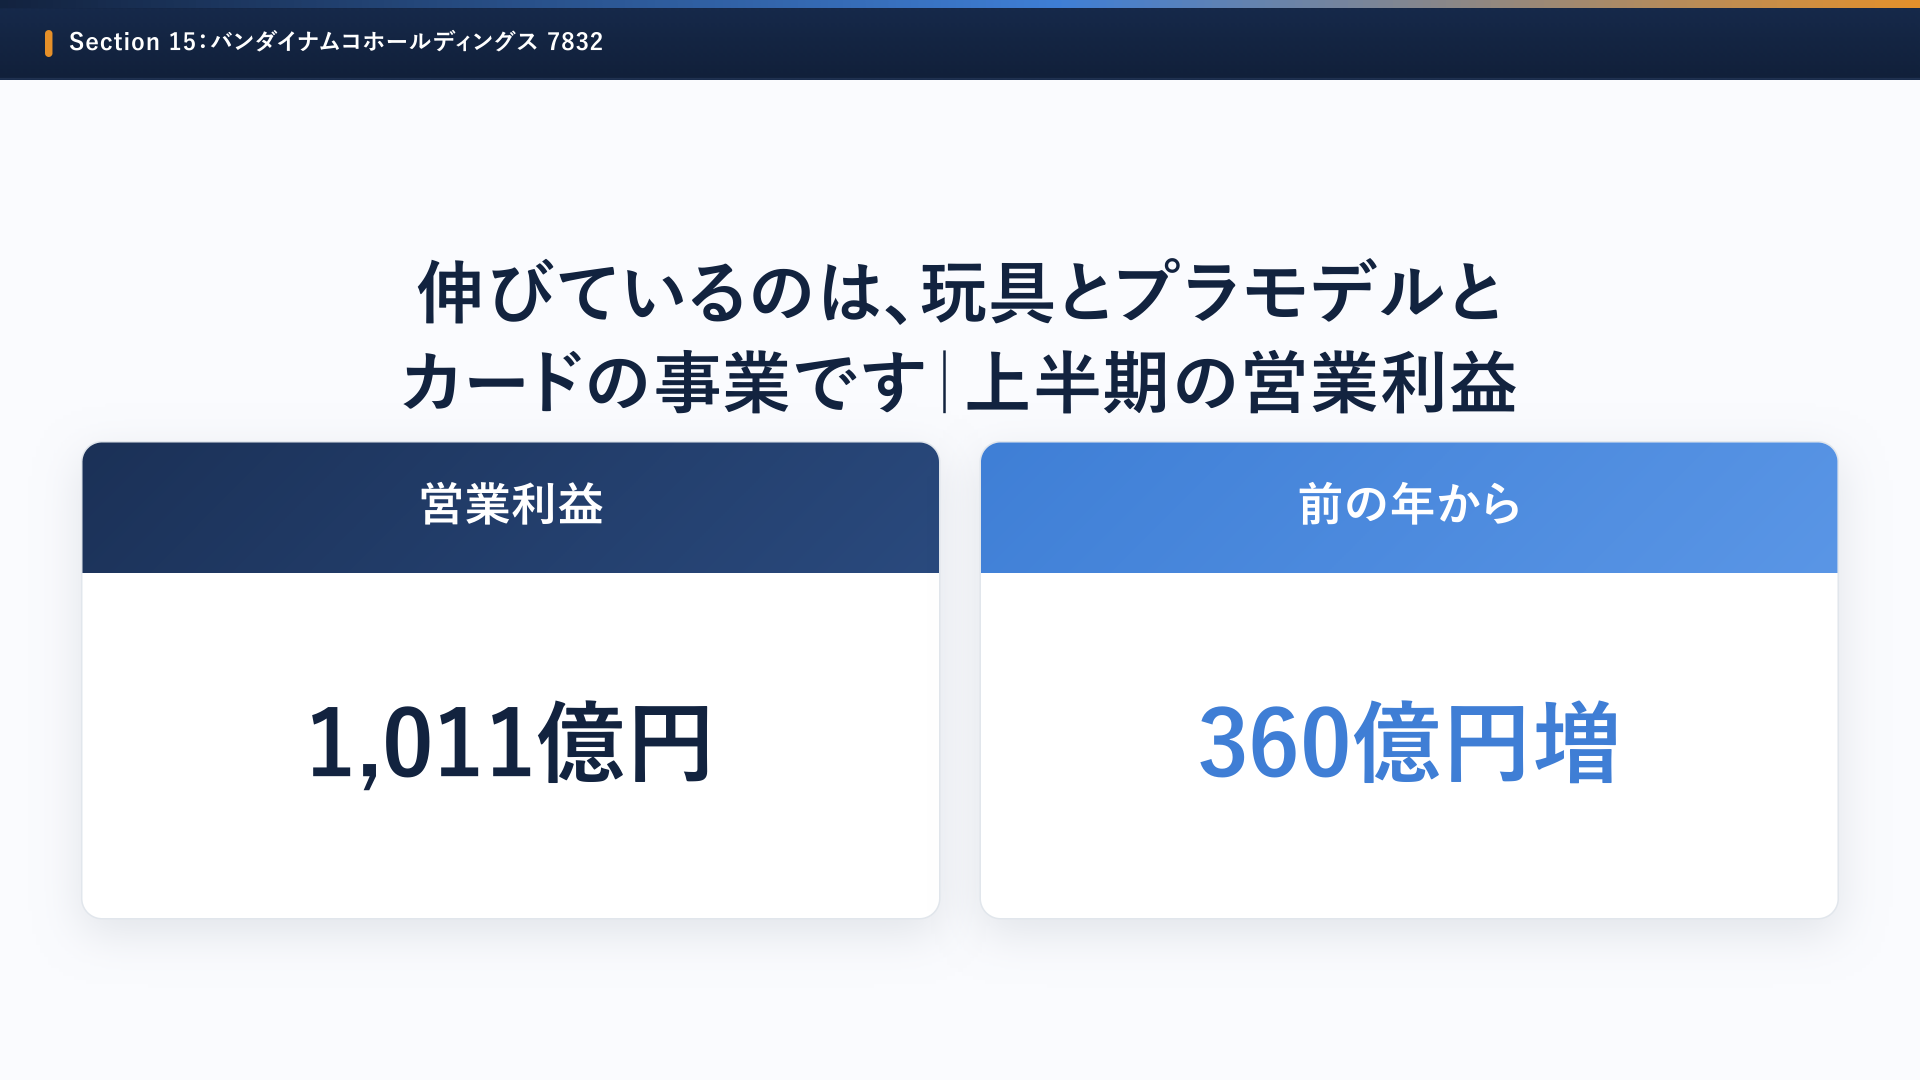 Section 15：バンダイナムコホールディングス 7832
伸びているのは、玩具とプラモデルと
カードの事業です｜上半期の営業利益
営業利益
1,011億円
前の年から
360億円増